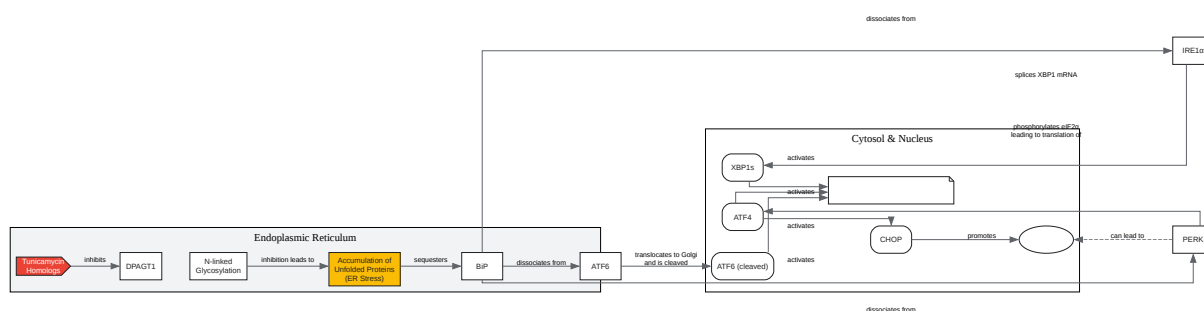 dissociates from
IRE1α
splices XBP1 mRNA
phosphorylates eIF2α
leading to translation of
Cytosol & Nucleus
XBP1s
activates
activates
ATF4
activates
CHOP
promotes
can lead to
PERK
Endoplasmic Reticulum
Tunicamycin
Homologs
inhibits
DPAGT1
N-linked
Glycosylation
inhibition leads to
Accumulation of
Unfolded Proteins
(ER Stress)
sequesters
BiP
dissociates from
ATF6
translocates to Golgi
and is cleaved
ATF6 (cleaved)
activates
dissociates from